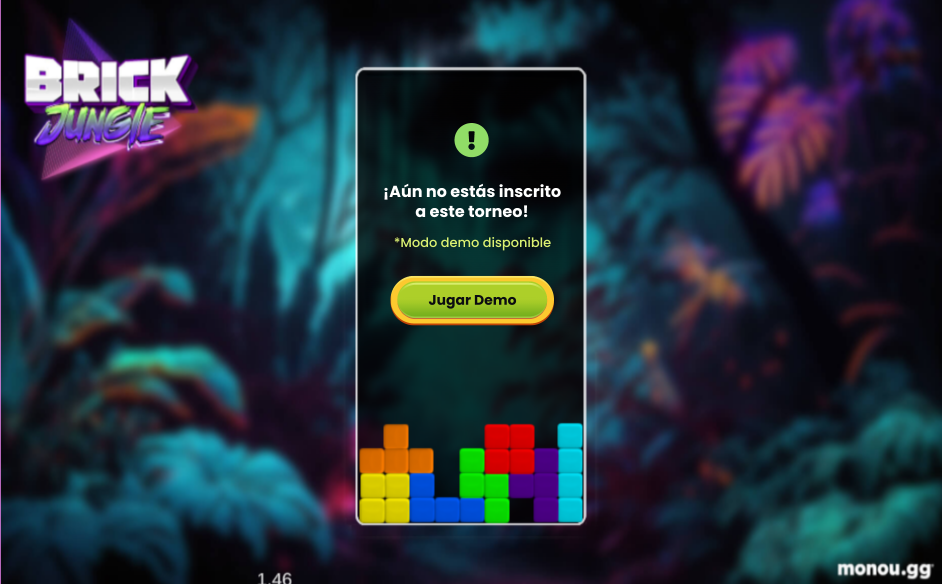 BRICK
JUNGLE
!
¡Aún no estás inscrito
a este torneo!
*Modo demo disponible
Jugar Demo
1.46
monou.gg